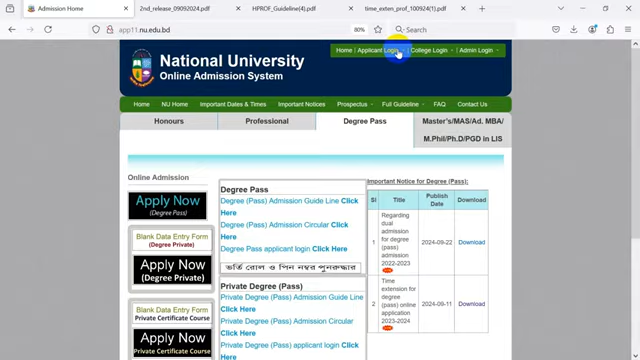 Admission Home
2nd_release_09092024.pdf
HPROF_Guideline(4).pdf
time_exten_prof_100924(1).pdf
app11.nu.edu.bd
80%
Search
Home | Applicant Login | College Login | Admin Login
National University
Online Admission System
Home NU Home Important Dates & Times Important Notices Prospectus Full Guideline FAQ Contact Us
Honours
Professional
Degree Pass
Master's/MAS/Ad. MBA/
M.Phil/Ph.D/PGD in LIS
Online Admission
Apply Now
(Degree Pass)
Blank Data Entry Form
(Degree Private)
Apply Now
(Degree Private)
Blank Data Entry Form
Private Certificate Course
Apply Now
(Private Certificate Course)
Degree Pass
Degree (Pass) Admission Guide Line Click
Here
Degree (Pass) Admission Circular Click
Here
Degree Pass applicant login Click Here
ভর্তি রোল ও পিন নম্বর পুনরুদ্ধার
Private Degree (Pass)
Private Degree (Pass) Admission Guide Line
Click Here
Private Degree (Pass) Admission Circular
Click Here
Private Degree (Pass) applicant login Click
Here
Important Notice for Degree (Pass):
Sl Title Publish Date Download
1 Regarding dual admission for degree (pass) admission 2022-2023 2024-09-22 Download
2 Time extension for degree (pass) online application 2023-2024 2024-09-11 Download